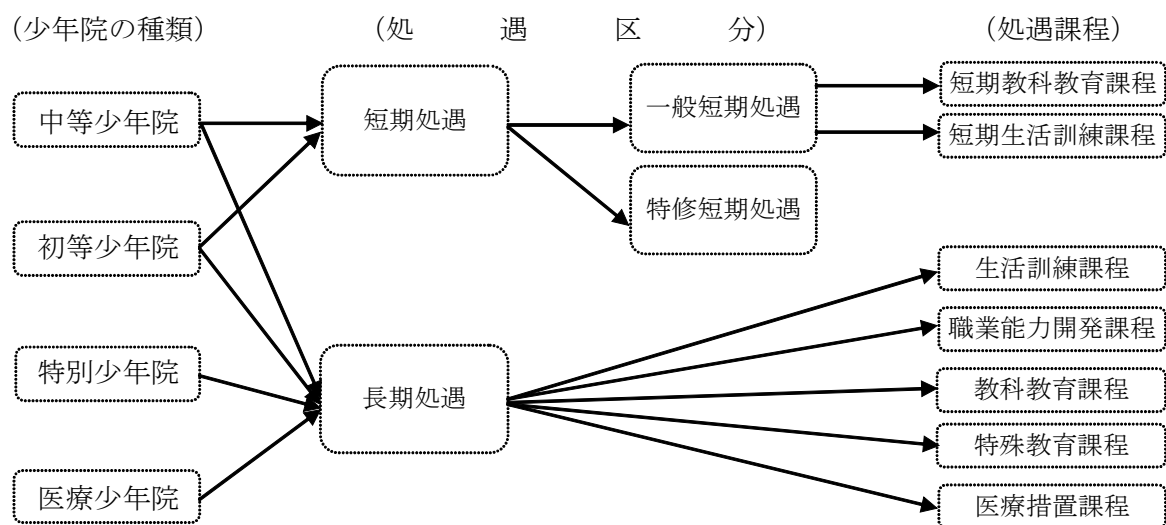 （少年院の種類）
（処遇区分）
（処遇課程）
中等少年院
初等少年院
特別少年院
医療少年院
短期処遇
長期処遇
一般短期処遇
特修短期処遇
短期教科教育課程
短期生活訓練課程
生活訓練課程
職業能力開発課程
教科教育課程
特殊教育課程
医療措置課程